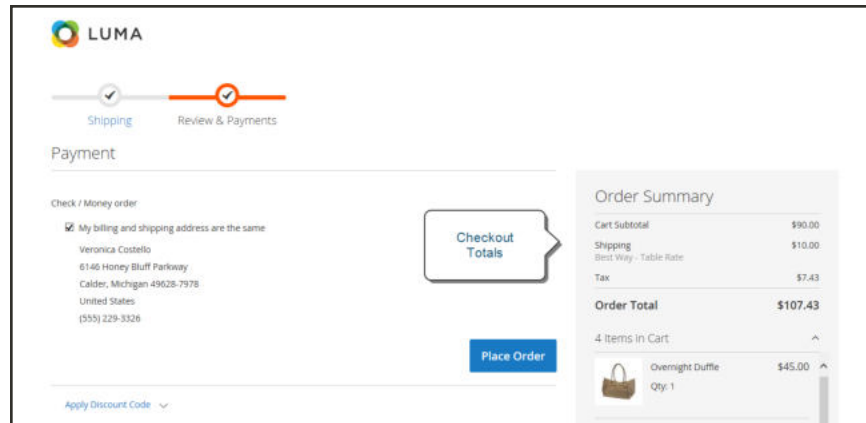 LUMA
Shipping
Review & Payments
Payment
Check / Money order
My billing and shipping address are the same
Veronica Costello
6146 Honey Bluff Parkway
Calder, Michigan 49628-7978
United States
(555) 229-3326
Place Order
Apply Discount Code
Checkout
Totals
Order Summary
Cart Subtotal $90.00
Shipping $10.00
Best Way - Table Rate
Tax $7.43
Order Total $107.43
4 Items in Cart
Overnight Duffle $45.00
Qty: 1